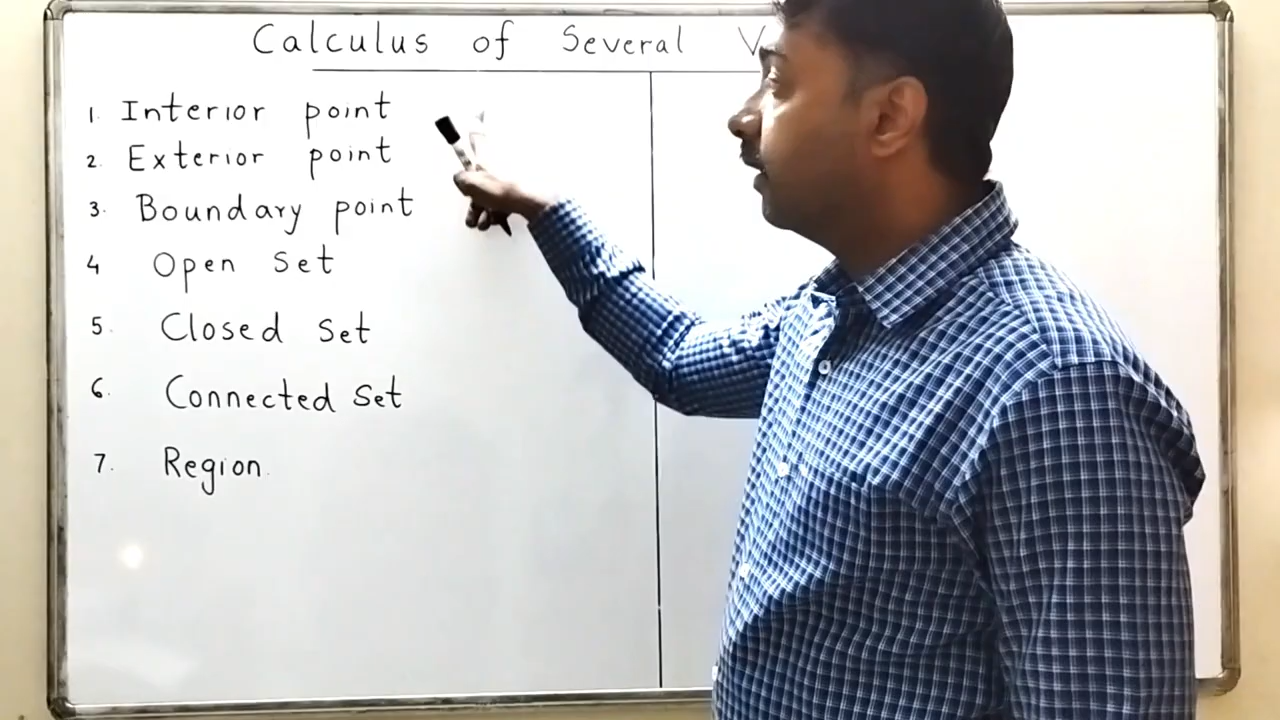 Calculus of Several
1. Interior point
2. Exterior point
3. Boundary point
4 Open Set
5. Closed Set
6. Connected Set
7. Region.